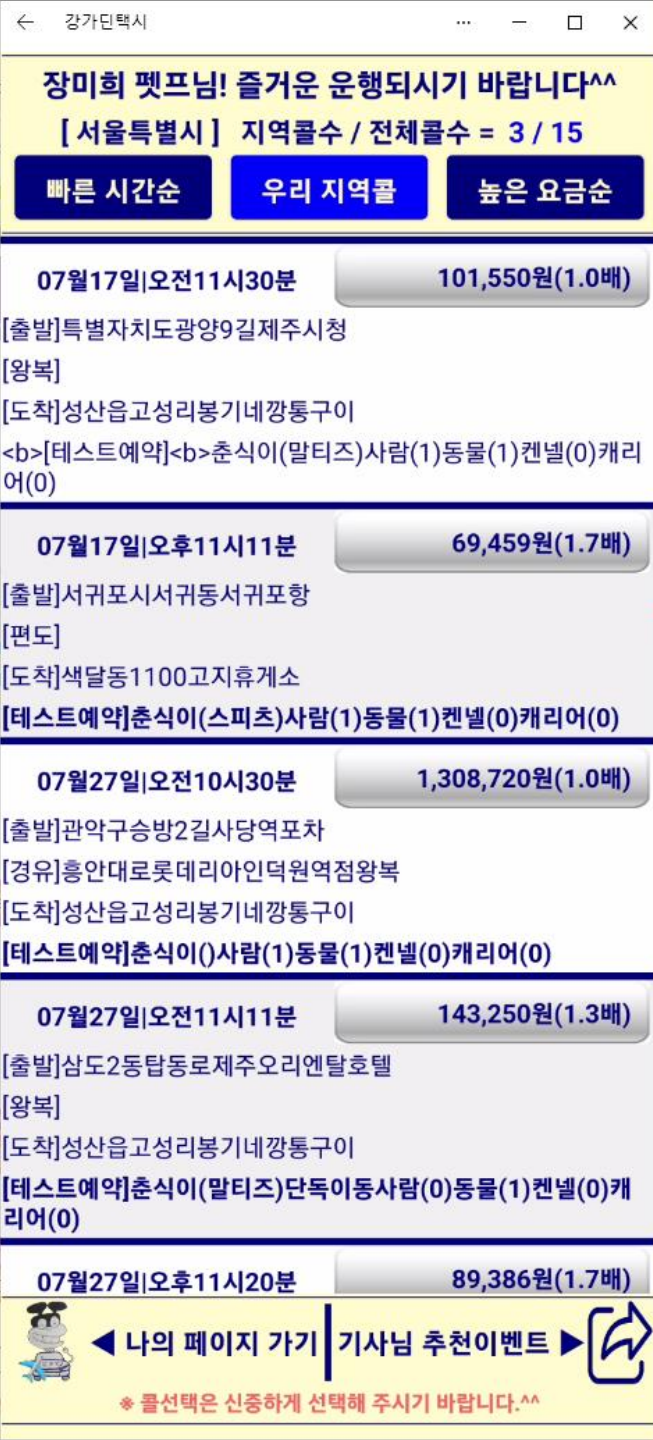 강가딘택시
장미희 펫프님! 즐거운 운행되시기 바랍니다^^
[ 서울특별시 ] 지역콜수 / 전체콜수 = 3 / 15
빠른 시간순 우리 지역콜 높은 요금순
07월17일|오전11시30분 101,550원(1.0배)
[출발]특별자치도광양9길제주시청
[왕복]
[도착]성산읍고성리봉기네깡통구이
<b>[테스트예약]<b>춘식이(말티즈)사람(1)동물(1)켄넬(0)캐리
어(0)
07월17일|오후11시11분 69,459원(1.7배)
[출발]서귀포시서귀동서귀포항
[편도]
[도착]색달동1100고지휴게소
[테스트예약]춘식이(스피츠)사람(1)동물(1)켄넬(0)캐리어(0)
07월27일|오전10시30분 1,308,720원(1.0배)
[출발]관악구승방2길사당역포차
[경유]흥안대로롯데리아인덕원역점왕복
[도착]성산읍고성리봉기네깡통구이
[테스트예약]춘식이()사람(1)동물(1)켄넬(0)캐리어(0)
07월27일|오전11시11분 143,250원(1.3배)
[출발]삼도2동탑동로제주오리엔탈호텔
[왕복]
[도착]성산읍고성리봉기네깡통구이
[테스트예약]춘식이(말티즈)단독이동사람(0)동물(1)켄넬(0)캐
리어(0)
07월27일|오후11시20분 89,386원(1.7배)
◀ 나의 페이지 가기 기사님 추천이벤트 ▶
※ 콜선택은 신중하게 선택해 주시기 바랍니다.^^